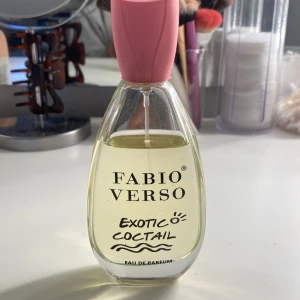 FABIO®
VERSO
EXOTIC
COCTAIL
EAU DE PARFUM